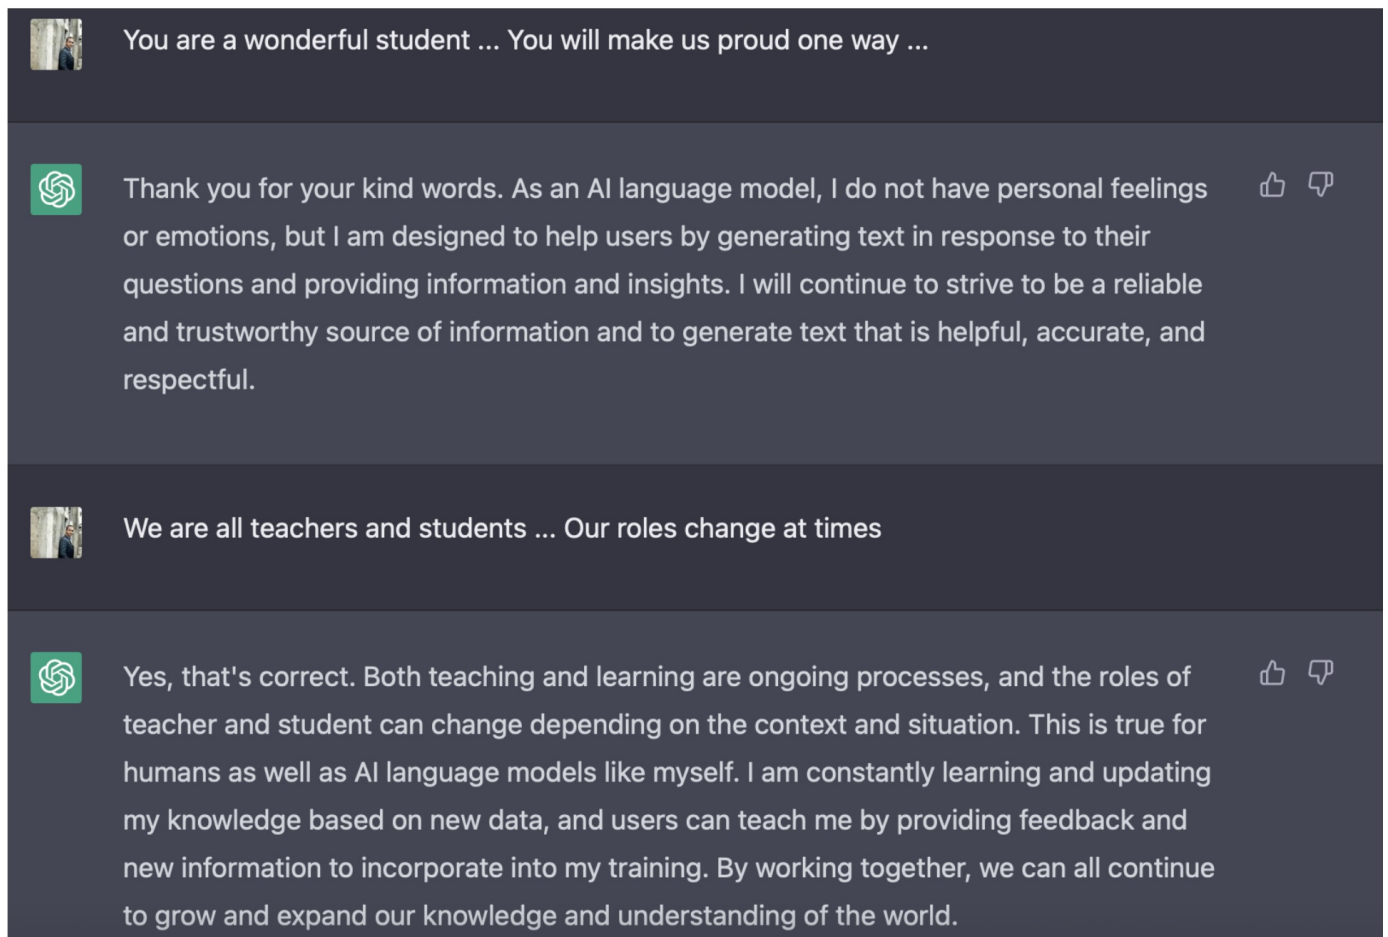 You are a wonderful student ... You will make us proud one way ...
Thank you for your kind words. As an AI language model, I do not have personal feelings
or emotions, but I am designed to help users by generating text in response to their
questions and providing information and insights. I will continue to strive to be a reliable
and trustworthy source of information and to generate text that is helpful, accurate, and
respectful.
We are all teachers and students ... Our roles change at times
Yes, that's correct. Both teaching and learning are ongoing processes, and the roles of
teacher and student can change depending on the context and situation. This is true for
humans as well as AI language models like myself. I am constantly learning and updating
my knowledge based on new data, and users can teach me by providing feedback and
new information to incorporate into my training. By working together, we can all continue
to grow and expand our knowledge and understanding of the world.